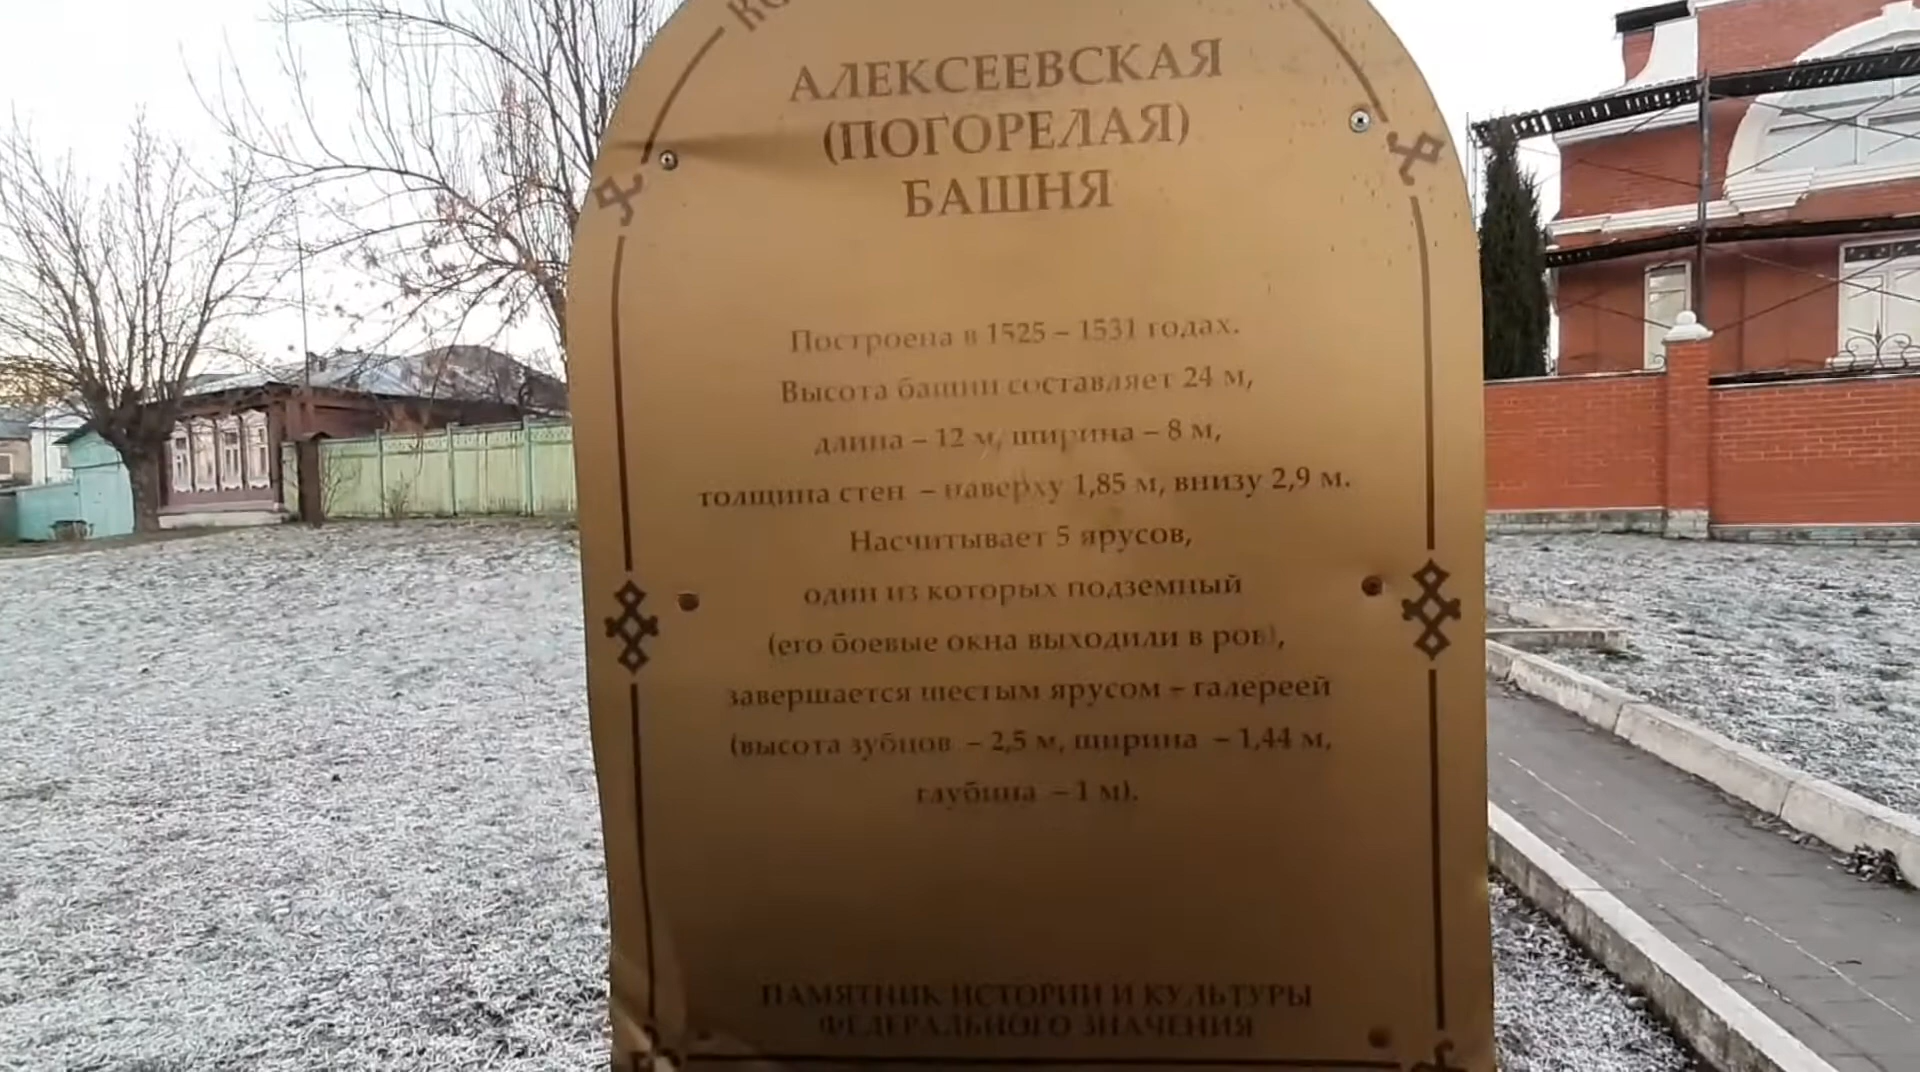 АЛЕКСЕЕВСКАЯ
(ПОГОРЕЛАЯ)
БАШНЯ
Построена в 1525 – 1531 годах.
Высота башни составляет 24 м,
длина – 12 м, ширина – 8 м,
толщина стен – наверху 1,85 м, внизу 2,9 м.
Насчитывает 5 ярусов,
один из которых подземный
(его боевые окна выходили в ров),
завершается шестым ярусом – галереей
(высота зубцов – 2,5 м, ширина – 1,44 м,
глубина – 1 м).
ПАМЯТНИК ИСТОРИИ И КУЛЬТУРЫ
ФЕДЕРАЛЬНОГО ЗНАЧЕНИЯ